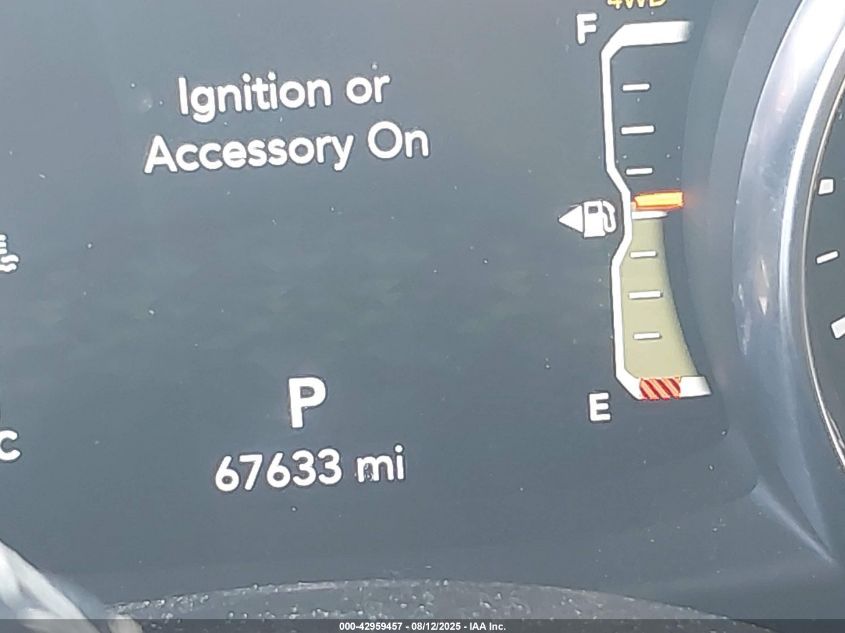 4WD
F
Ignition or
Accessory On
E
P
C
67633 mi
000-42959457 - 08/12/2025 - IAA Inc.